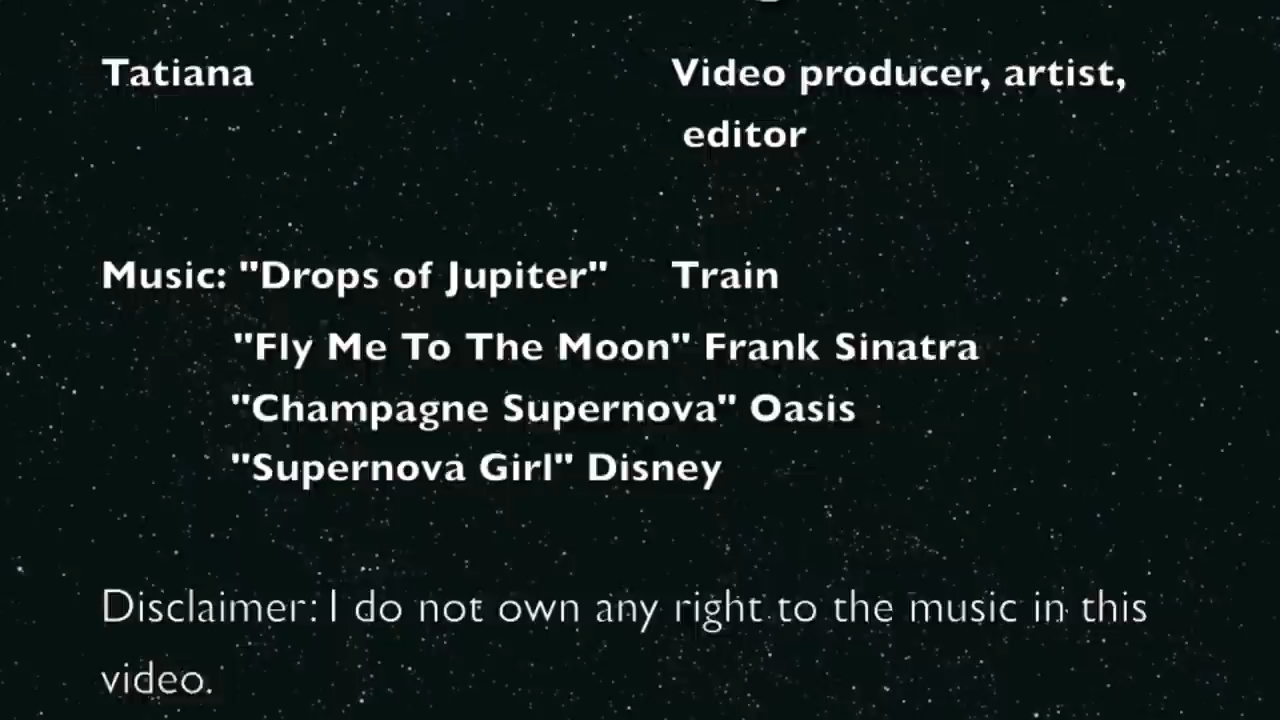 Tatiana Video producer, artist,
editor
Music: "Drops of Jupiter" Train
"Fly Me To The Moon" Frank Sinatra
"Champagne Supernova" Oasis
"Supernova Girl" Disney
Disclaimer: I do not own any right to the music in this
video.